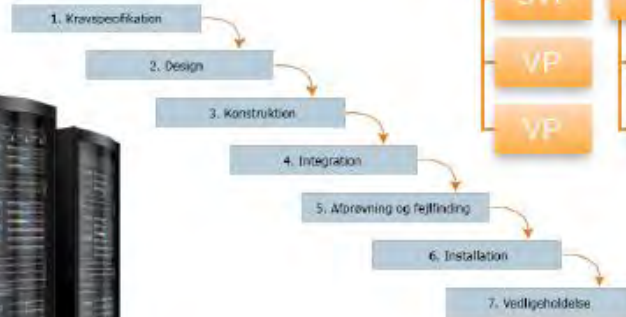 1. Kravspecifikation
2. Design
3. Konstruktion
4. Integration
5. Afprøvning og fejlfinding
6. Installation
7. Vedligeholdelse
VP
VP